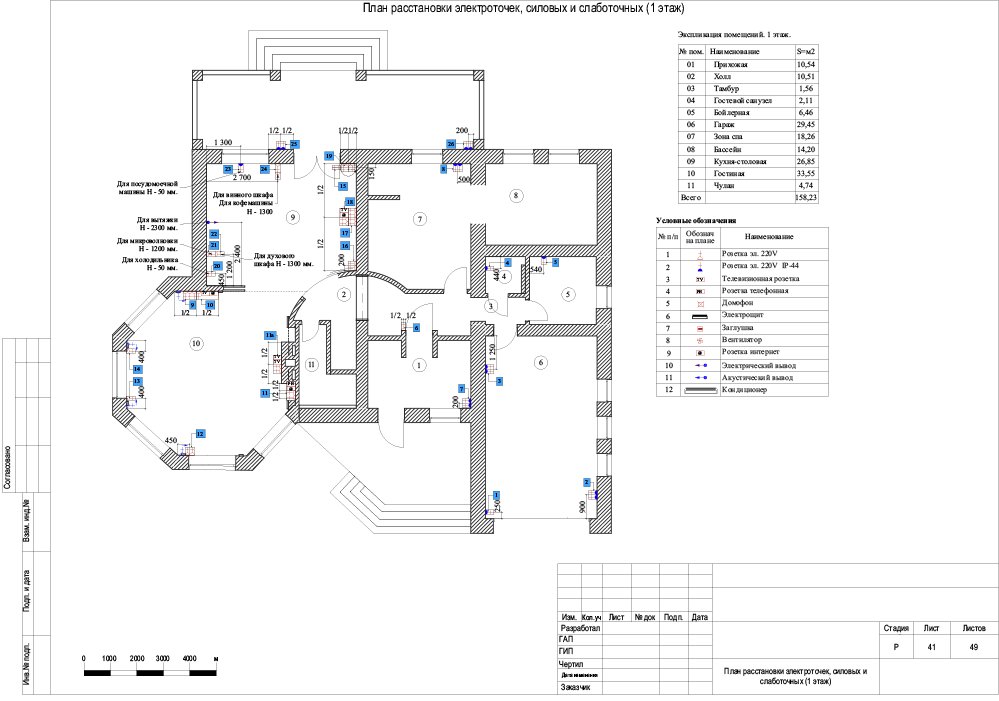 План расстановки электроточек, силовых и слаботочных (1 этаж)
Экспликация помещений. 1 этаж.
№ пом. Наименование S=м2
01 Прихожая 10,54
02 Холл 10,51
03 Тамбур 1,56
04 Гостевой санузел 2,11
05 Бойлерная 6,46
06 Гараж 29,45
07 Зона спа 18,26
08 Бассейн 14,20
09 Кухня-столовая 26,85
10 Гостиная 33,55
11 Чулан 4,74
Всего 158,23
Условные обозначения
№ п/п Обознач на плане Наименование
1 Розетка эл. 220V
2 Розетка эл. 220V IP-44
3 TV Телевизионная розетка
4 Розетка телефонная
5 Домофон
6 Электрощит
7 Заглушка
8 Вентилятор
9 Розетка интернет
10 Электрический вывод
11 Акустический вывод
12 Кондиционер
1/2 1/2 25
1/2 1/2
200
26
1 300
23
2 700
24
19
150
8
500
Для посудомоечной
машины Н - 50 мм.
Для винного шкафа
Для кофемашины
Н - 1300
15
1/2
18
Для вытяжки
Н - 2300 мм.
22
21
Для микроволновки
Н - 1200 мм.
Для холодильника
Н - 50 мм.
20
450
1 200
2 400
Для духового
шкафа Н - 1300 мм.
17
16
1/2
200
9
7
8
2
4
440
4
3
540
5
5
9
10
1/2 1/2
10
1/2 1/2
6
11а
1/2
1/2
11
1/2
11
1
1 250
3
6
7
200
400
14
13
400
450
12
1
250
2
900
0 1000 2000 3000 4000 м
Согласовано
Взам. инд.№
Подп. и дата
Инв.№ подл.
Изм. Кол.уч Лист № док Подп. Дата
Разработал
ГАП
ГИП
Чертил
Дата изменения
Заказчик
Стадия Лист Листов
Р 41 49
План расстановки электроточек, силовых и
слаботочных (1 этаж)